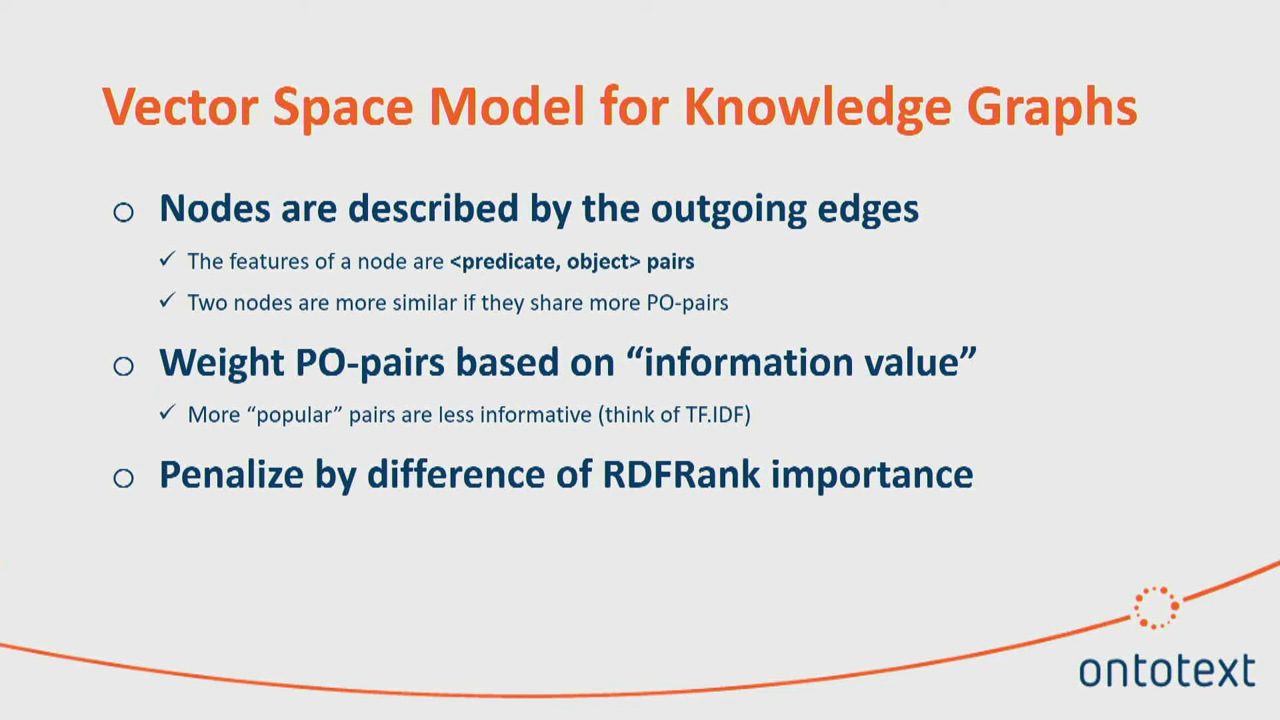 Vector Space Model for Knowledge Graphs
o Nodes are described by the outgoing edges
✓ The features of a node are <predicate, object> pairs
✓ Two nodes are more similar if they share more PO-pairs
o Weight PO-pairs based on “information value”
✓ More “popular” pairs are less informative (think of TF.IDF)
o Penalize by difference of RDFRank importance
ontotext